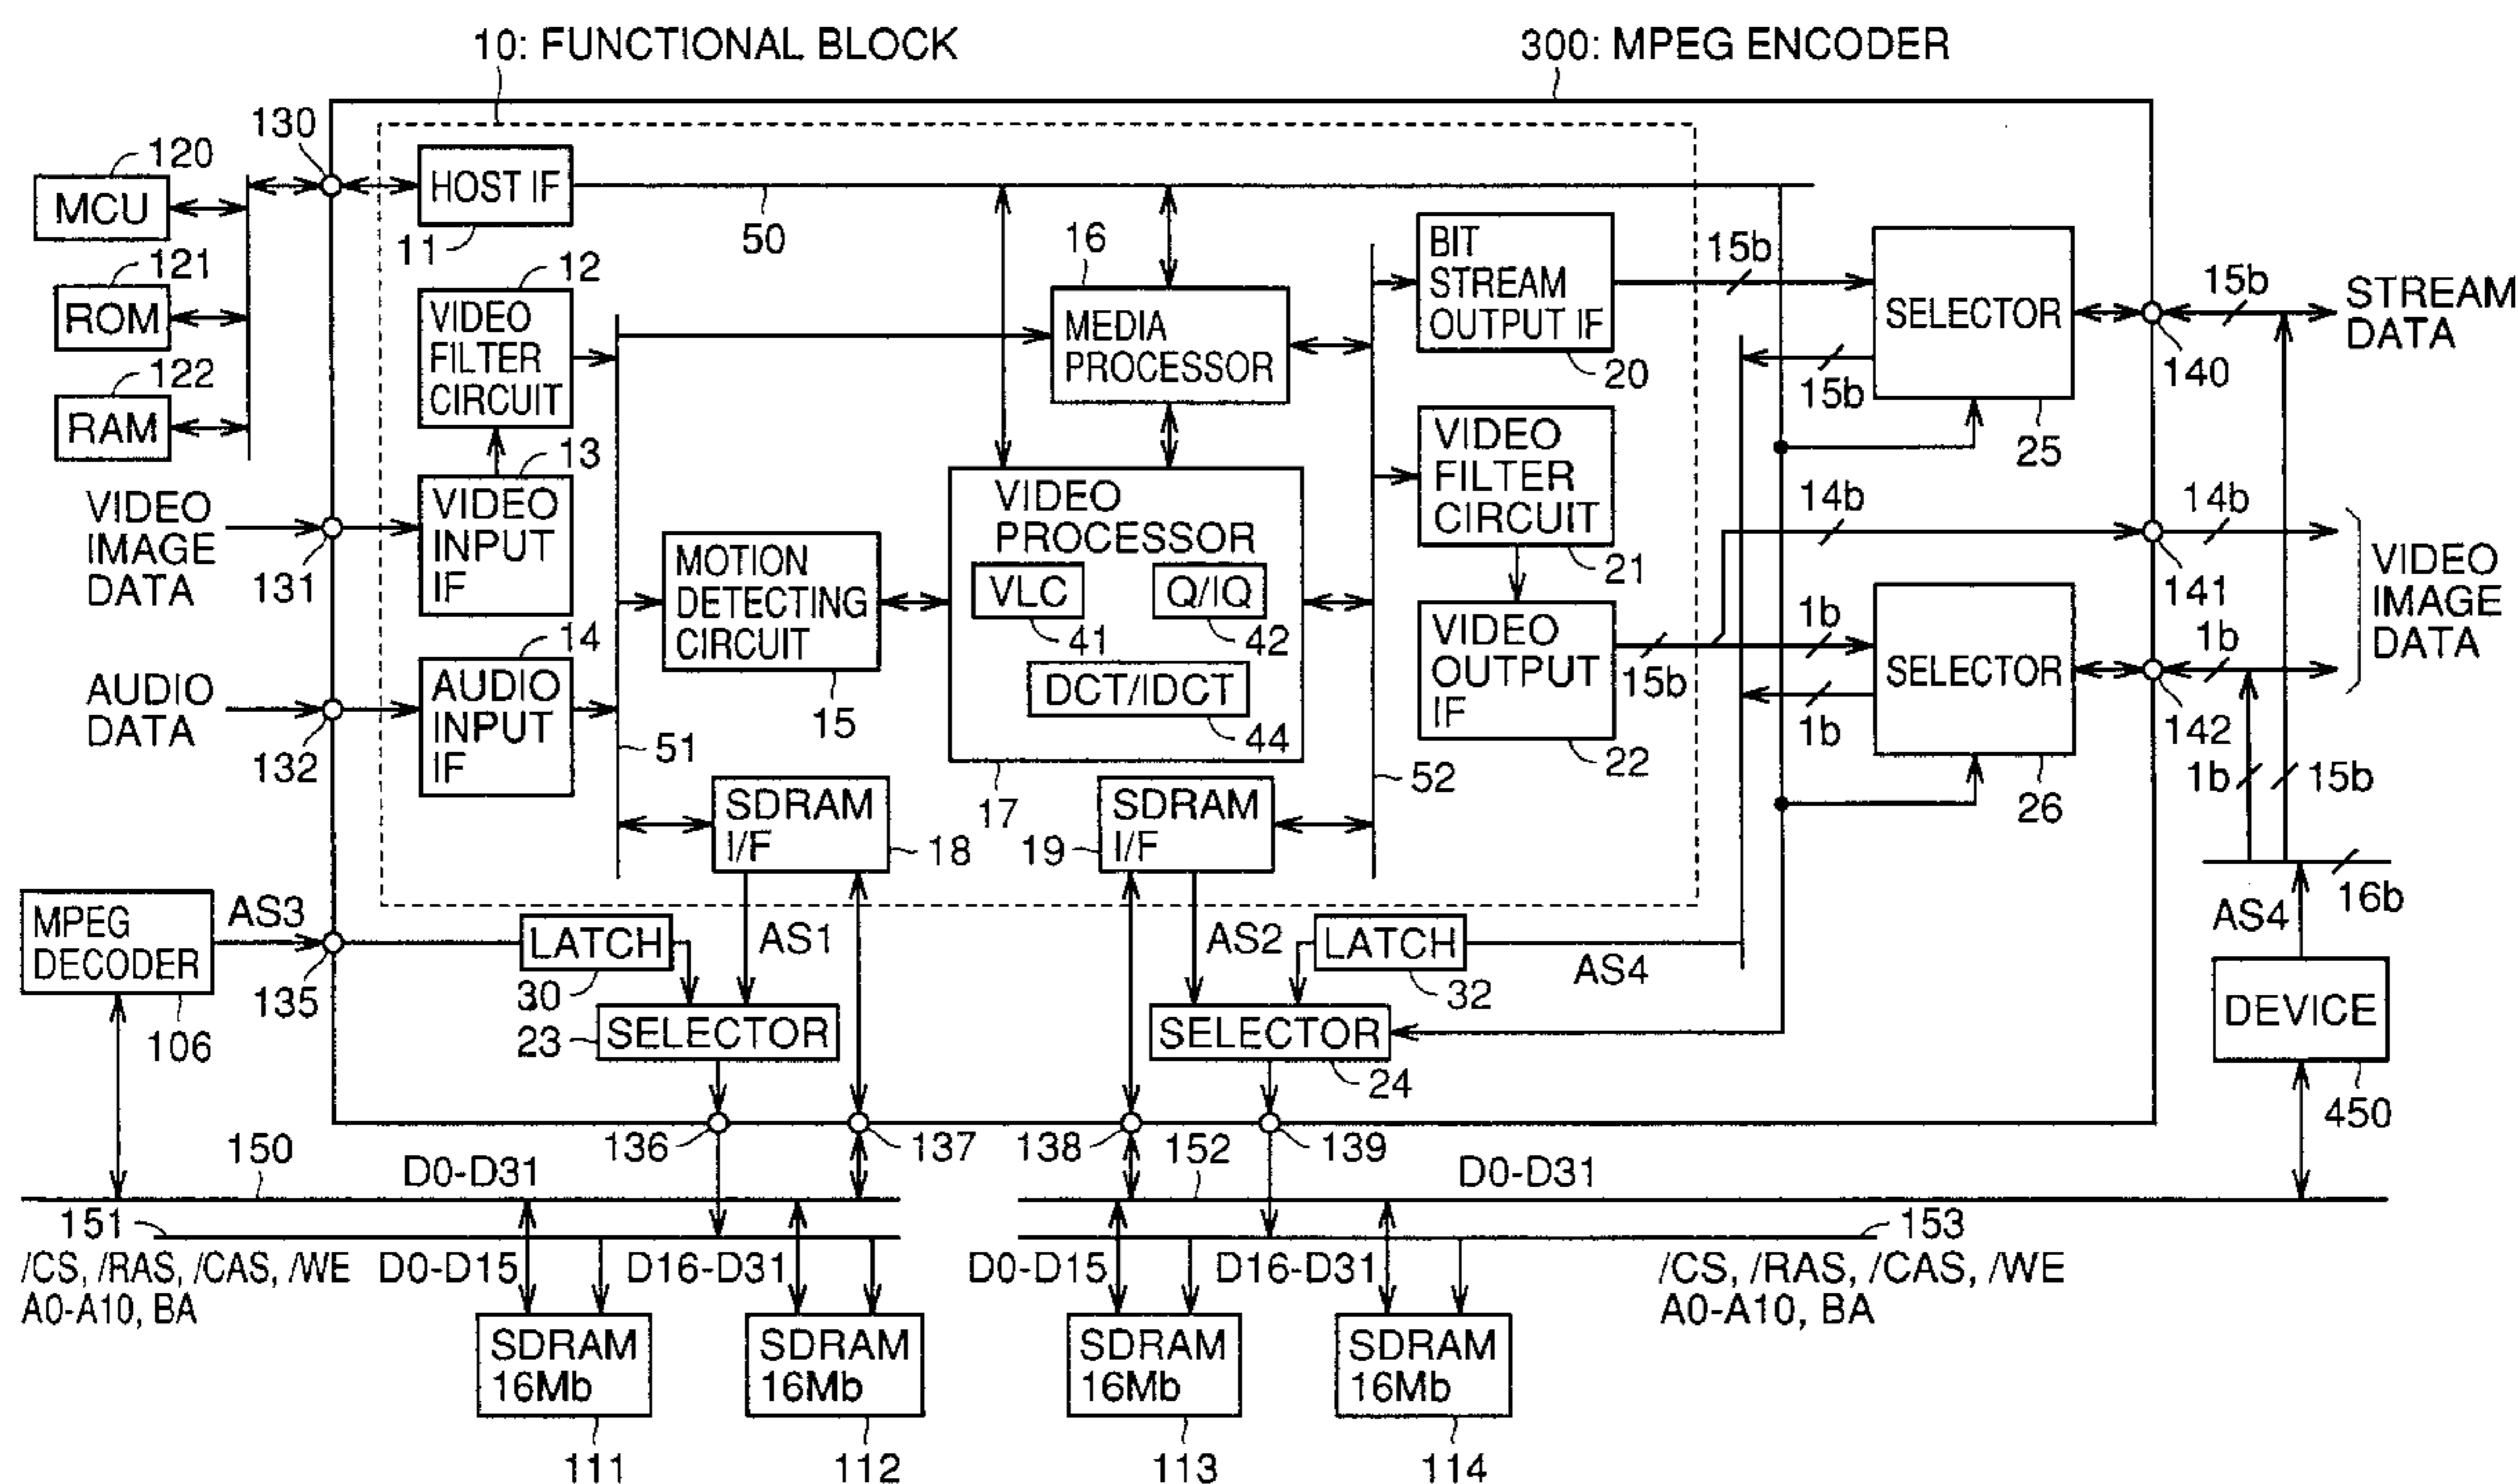 10: FUNCTIONAL BLOCK
300: MPEG ENCODER
130
120
MCU
121
ROM
122
RAM
HOST IF
11
50
12
VIDEO
FILTER
CIRCUIT
13
VIDEO
INPUT
IF
14
AUDIO
INPUT
IF
VIDEO
IMAGE
DATA
131
AUDIO
DATA
132
16
MEDIA
PROCESSOR
MOTION
DETECTING
CIRCUIT
15
VIDEO
PROCESSOR
VLC
41
Q/IQ
42
DCT/IDCT
44
17
51
52
BIT
STREAM
OUTPUT IF
20
VIDEO
FILTER
CIRCUIT
21
VIDEO
OUTPUT
IF
22
15b
15b
SELECTOR
25
15b
140
STREAM
DATA
14b
14b
141
15b
1b
1b
SELECTOR
26
1b
142
VIDEO
IMAGE
DATA
1b
15b
16b
AS4
DEVICE
450
SDRAM
I/F
18
SDRAM
I/F
19
MPEG
DECODER
106
AS3
135
LATCH
30
AS1
SELECTOR
23
AS2
LATCH
32
AS4
SELECTOR
24
136
137
138
139
150
D0-D31
152
D0-D31
151
/CS, /RAS, /CAS, /WE
A0-A10, BA
D0-D15
D16-D31
D0-D15
D16-D31
153
/CS, /RAS, /CAS, /WE
A0-A10, BA
SDRAM
16Mb
111
SDRAM
16Mb
112
SDRAM
16Mb
113
SDRAM
16Mb
114